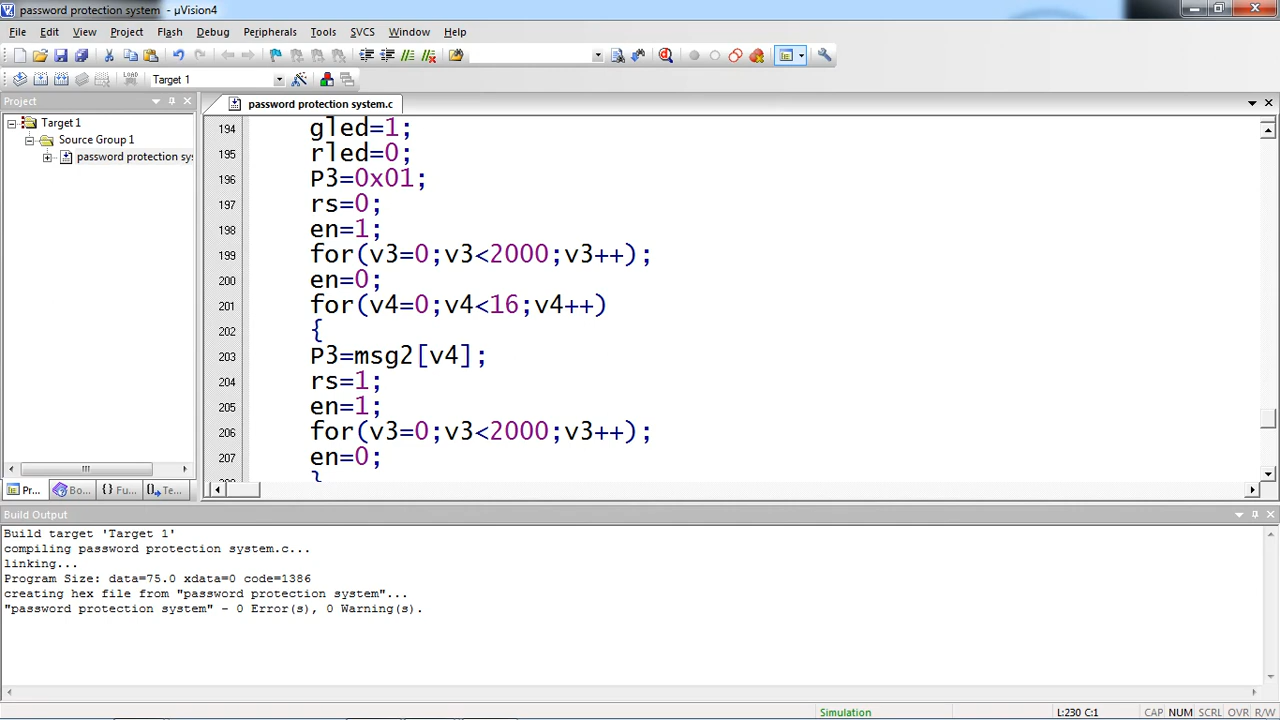 password protection system - µVision4
File Edit View Project Flash Debug Peripherals Tools SVCS Window Help
LOAD Target 1
Project
password protection system.c
Target 1
Source Group 1
password protection sys
194 gled=1;
195 rled=0;
196 P3=0x01;
197 rs=0;
198 en=1;
199 for(v3=0;v3<2000;v3++);
200 en=0;
201 for(v4=0;v4<16;v4++)
202 {
203 P3=msg2[v4];
204 rs=1;
205 en=1;
206 for(v3=0;v3<2000;v3++);
207 en=0;
}
Pr... Bo... {} Fu... Te...
Build Output
Build target 'Target 1'
compiling password protection system.c...
linking...
Program Size: data=75.0 xdata=0 code=1386
creating hex file from "password protection system"...
"password protection system" - 0 Error(s), 0 Warning(s).
Simulation L:230 C:1 CAP NUM SCRL OVR R/W